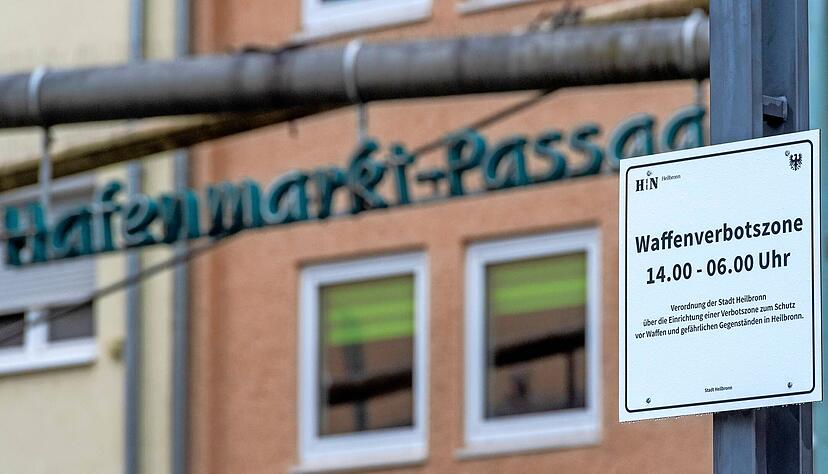 Hafenmarkt-Passag
HN Heilbronn
Waffenverbotszone
14.00 - 06.00 Uhr
Verordnung der Stadt Heilbronn
über die Einrichtung einer Verbotszone zum Schutz
vor Waffen und gefährlichen Gegenständen in Heilbronn.
Stadt Heilbronn